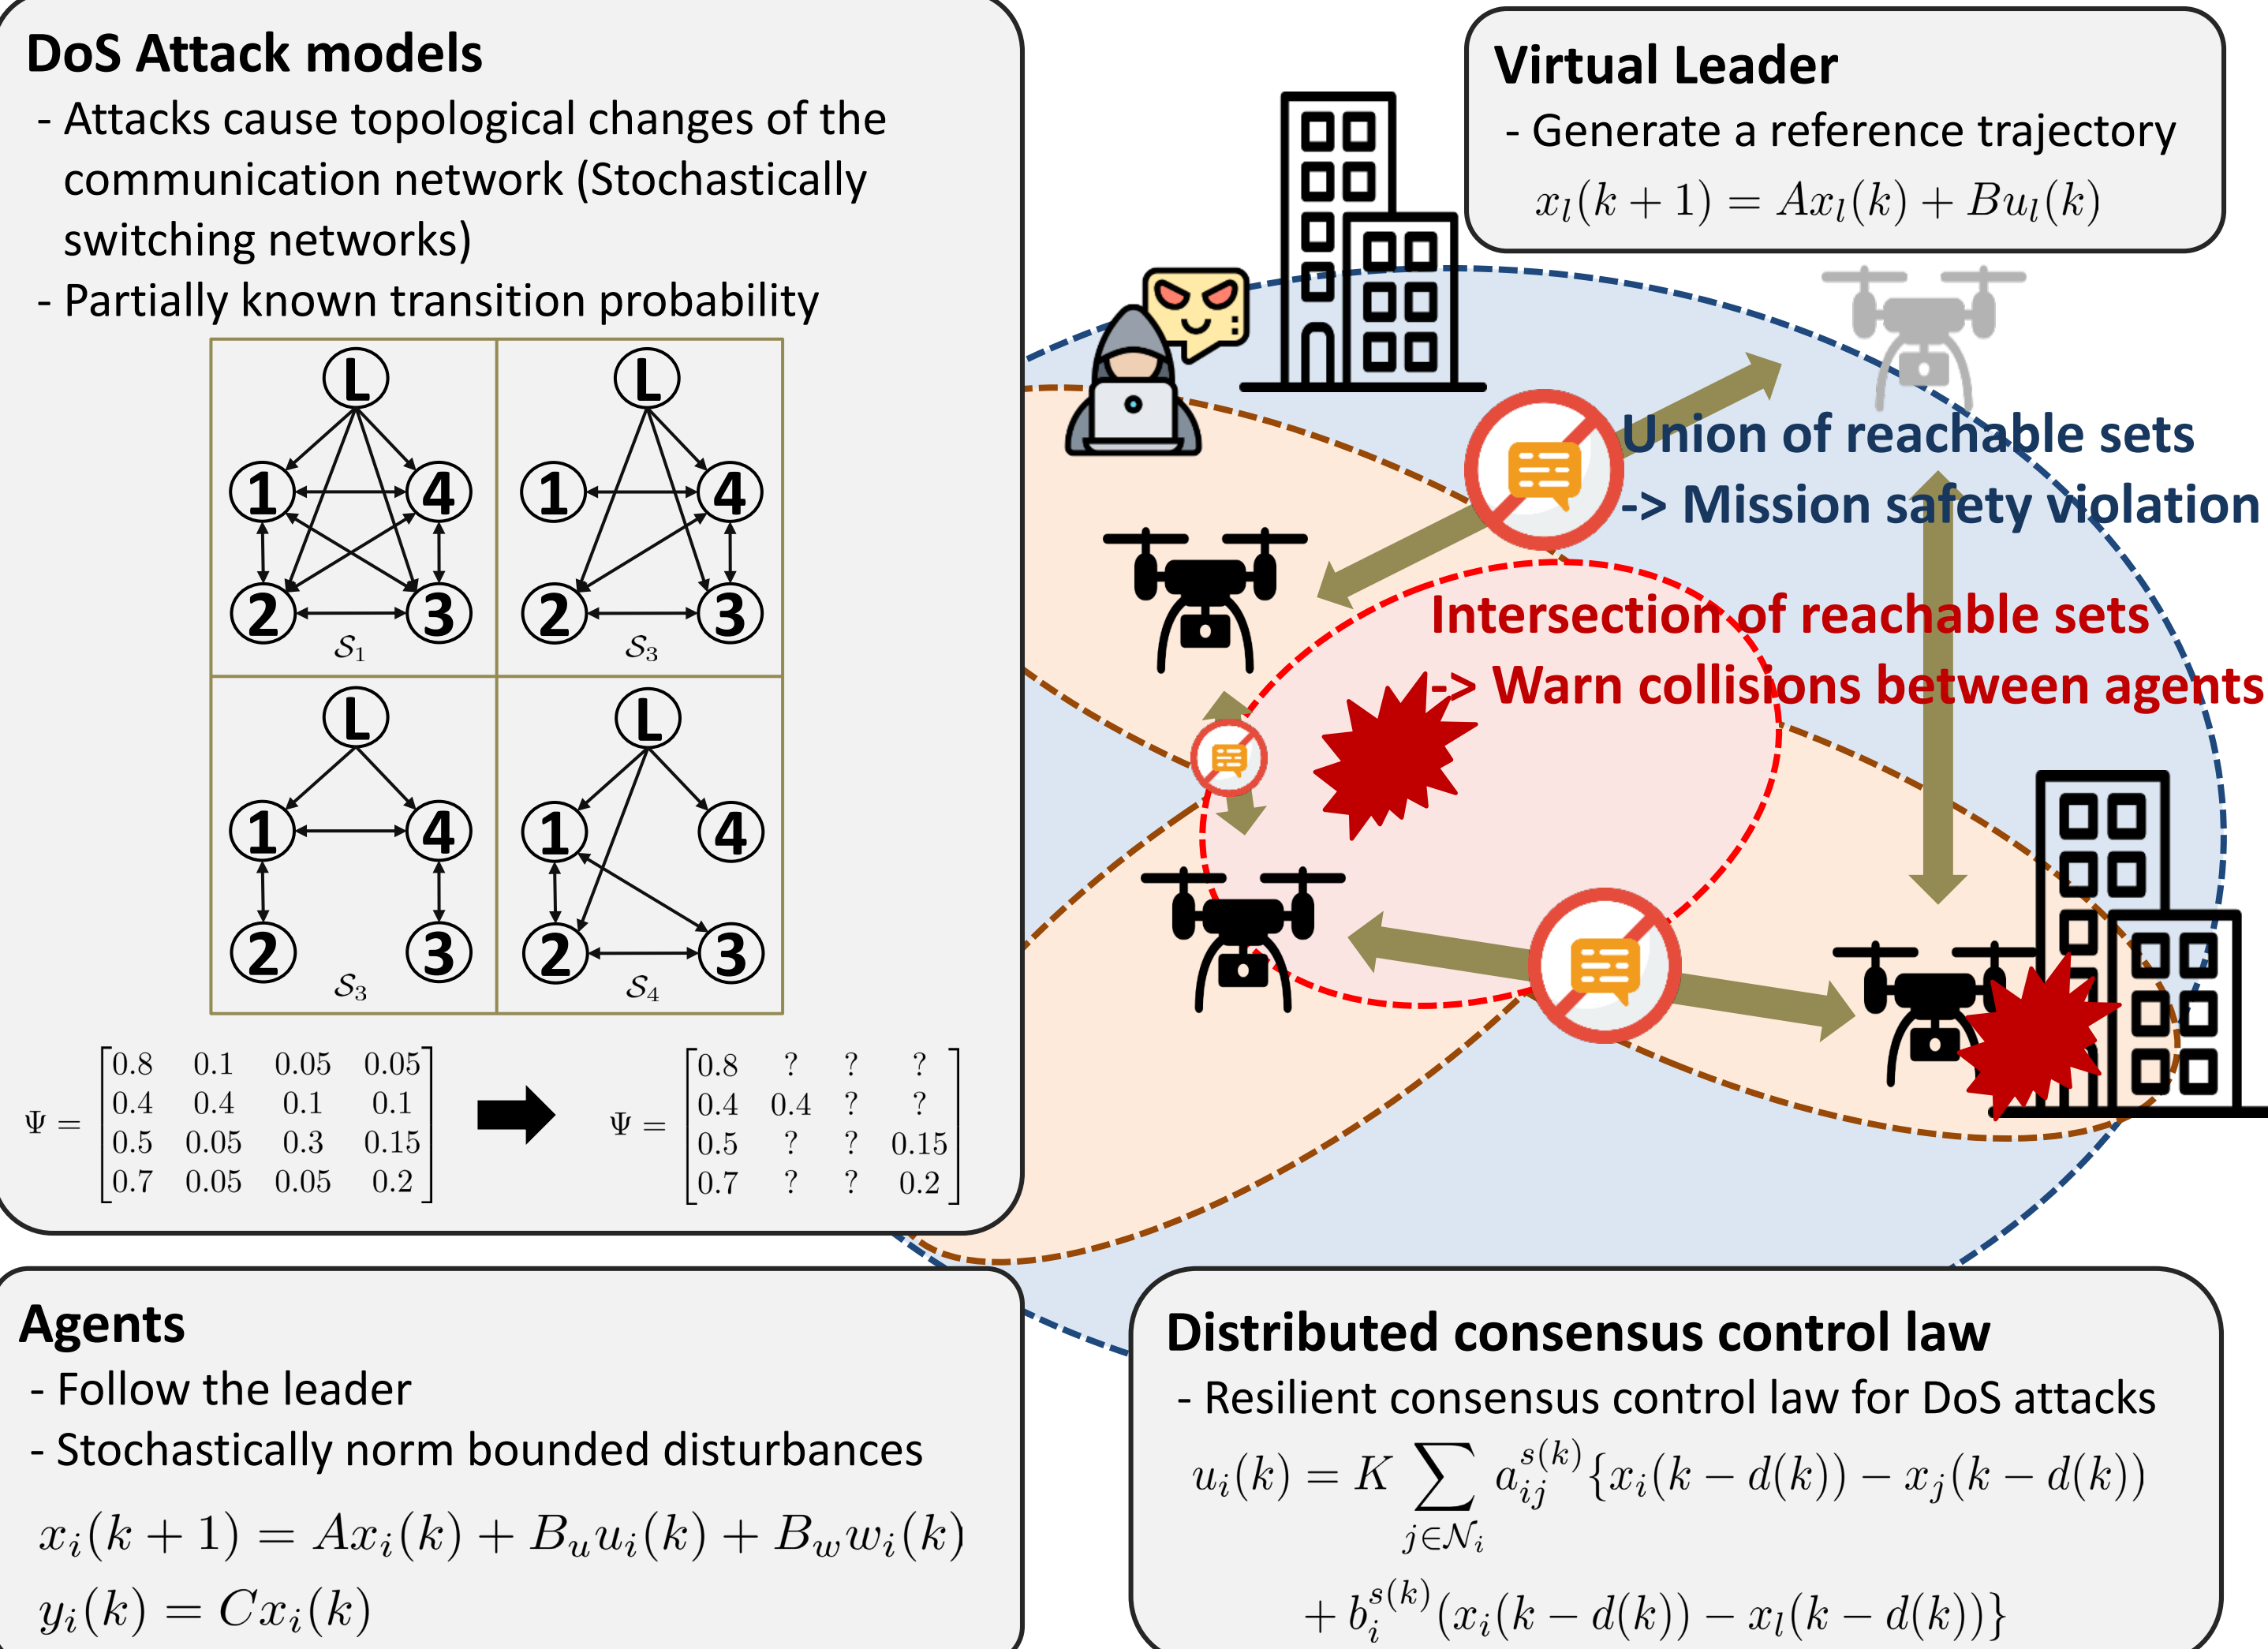 DoS Attack models
- Attacks cause topological changes of the
communication network (Stochastically
switching networks)
- Partially known transition probability
L
1 4
2 3
S₁
L
1 4
2 3
S₃
L
1 4
2 3
S₃
L
1 4
2 3
S₄
Ψ = [0.8 0.1 0.05 0.05
0.4 0.4 0.1 0.1
0.5 0.05 0.3 0.15
0.7 0.05 0.05 0.2]
Ψ = [0.8 ? ? ?
0.4 0.4 ? ?
0.5 ? ? 0.15
0.7 ? ? 0.2]
Virtual Leader
- Generate a reference trajectory
x_l(k + 1) = Ax_l(k) + Bu_l(k)
Union of reachable sets
-> Mission safety violation
Intersection of reachable sets
-> Warn collisions between agents
Agents
- Follow the leader
- Stochastically norm bounded disturbances
x_i(k + 1) = Ax_i(k) + B_u u_i(k) + B_w w_i(k)
y_i(k) = Cx_i(k)
Distributed consensus control law
- Resilient consensus control law for DoS attacks
u_i(k) = K ∑_{j∈N_i} a_{ij}^{s(k)} {x_i(k − d(k)) − x_j(k − d(k))
+ b_i^{s(k)} (x_i(k − d(k)) − x_l(k − d(k))}